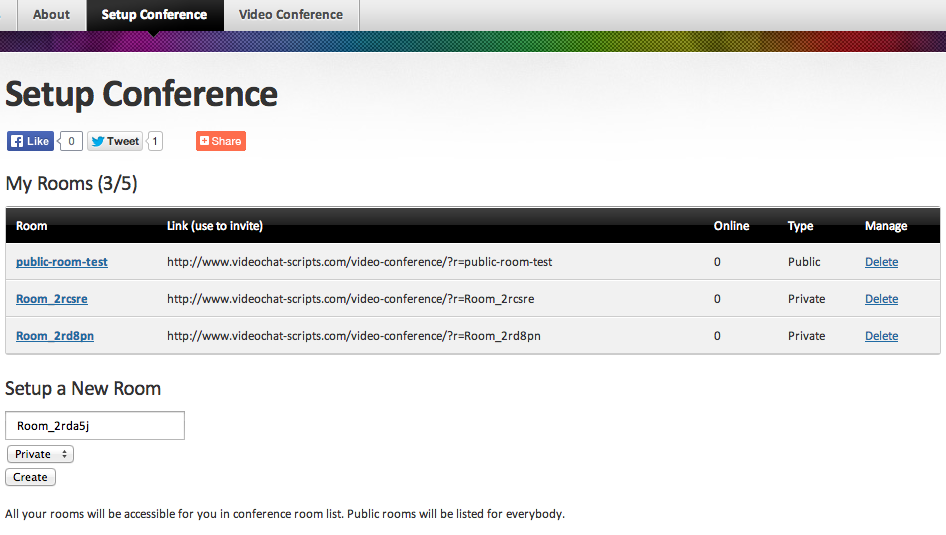 About Setup Conference Video Conference
Setup Conference
Like 0 Tweet 1 Share
My Rooms (3/5)
Room Link (use to invite) Online Type Manage
public-room-test http://www.videochat-scripts.com/video-conference/?r=public-room-test 0 Public Delete
Room_2rcsre http://www.videochat-scripts.com/video-conference/?r=Room_2rcsre 0 Private Delete
Room_2rd8pn http://www.videochat-scripts.com/video-conference/?r=Room_2rd8pn 0 Private Delete
Setup a New Room
Room_2rda5j
Private
Create
All your rooms will be accessible for you in conference room list. Public rooms will be listed for everybody.